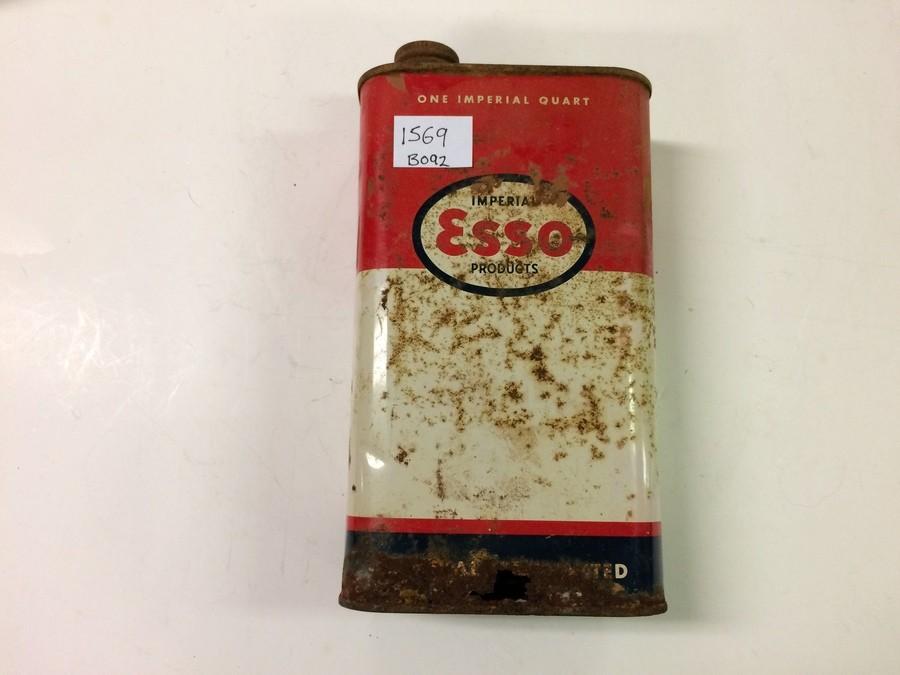 ONE IMPERIAL QUART
1569
B092
IMPERIAL
Esso
PRODUCTS